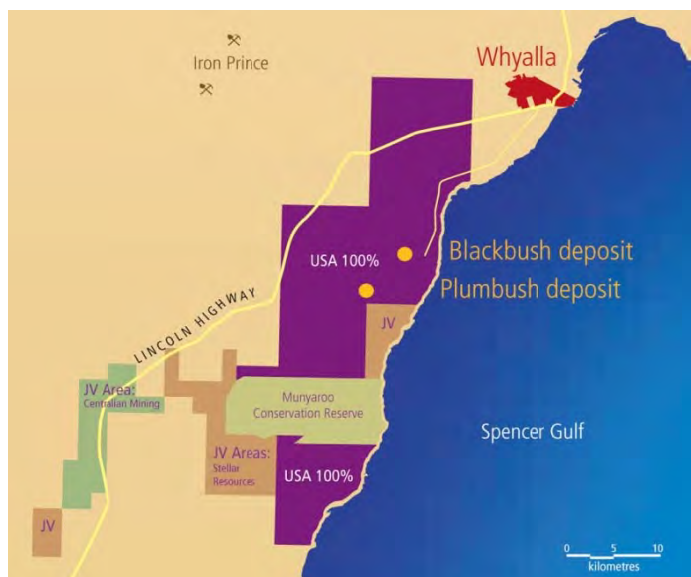 Whyalla
Iron Prince
Blackbush deposit
USA 100%
Plumbush deposit
LINCOLN HIGHWAY
JV
JV Area:
Centralian Mining
Munyaroo
Conservation Reserve
Spencer Gulf
JV Areas:
Stellar
Resources
USA 100%
JV
0 5 10
kilometres